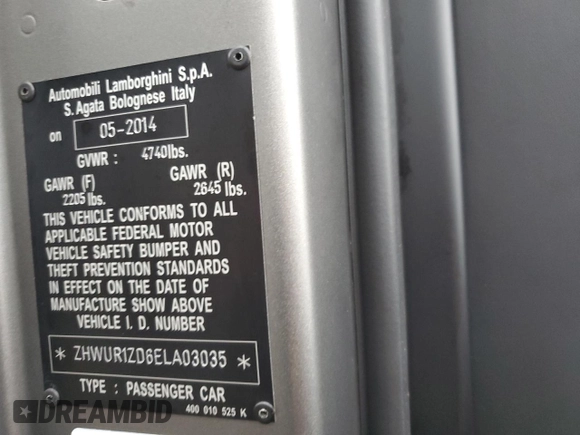 Automobili Lamborghini S.p.A.
S. Agata Bolognese Italy
on 05-2014
GVWR : 4740lbs.
GAWR (F) GAWR (R)
2205 lbs. 2645 lbs.
THIS VEHICLE CONFORMS TO ALL
APPLICABLE FEDERAL MOTOR
VEHICLE SAFETY BUMPER AND
THEFT PREVENTION STANDARDS
IN EFFECT ON THE DATE OF
MANUFACTURE SHOW ABOVE
VEHICLE I. D. NUMBER
* ZHWUR1ZD6ELA03035 *
TYPE : PASSENGER CAR
400 010 525 K
DREAMBID